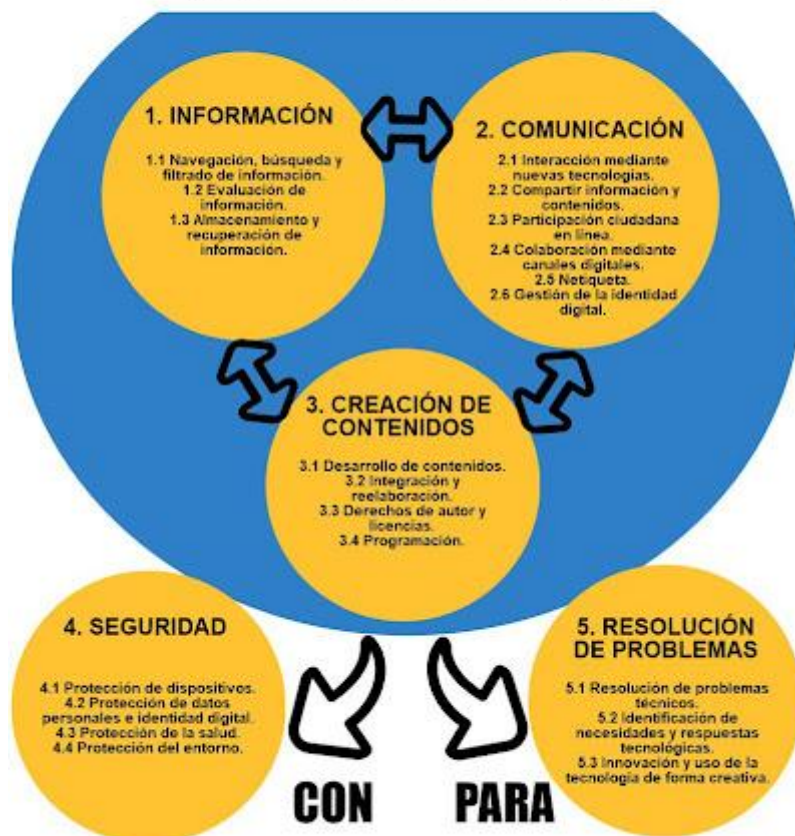 1. INFORMACIÓN
1.1 Navegación, búsqueda y
filtrado de información.
1.2 Evaluación de
información.
1.3 Almacenamiento y
recuperación de
información.
2. COMUNICACIÓN
2.1 Interacción mediante
nuevas tecnologías.
2.2 Compartir información y
contenidos.
2.3 Participación ciudadana
en línea.
2.4 Colaboración mediante
canales digitales.
2.5 Netiqueta.
2.6 Gestión de la identidad
digital.
3. CREACIÓN DE
CONTENIDOS
3.1 Desarrollo de contenidos.
3.2 Integración y
reelaboración.
3.3 Derechos de autor y
licencias.
3.4 Programación.
4. SEGURIDAD
4.1 Protección de dispositivos.
4.2 Protección de datos
personales e identidad digital.
4.3 Protección de la salud.
4.4 Protección del entorno.
5. RESOLUCIÓN
DE PROBLEMAS
5.1 Resolución de problemas
técnicos.
5.2 Identificación de
necesidades y respuestas
tecnológicas.
5.3 Innovación y uso de la
tecnología de forma creativa.
CON
PARA